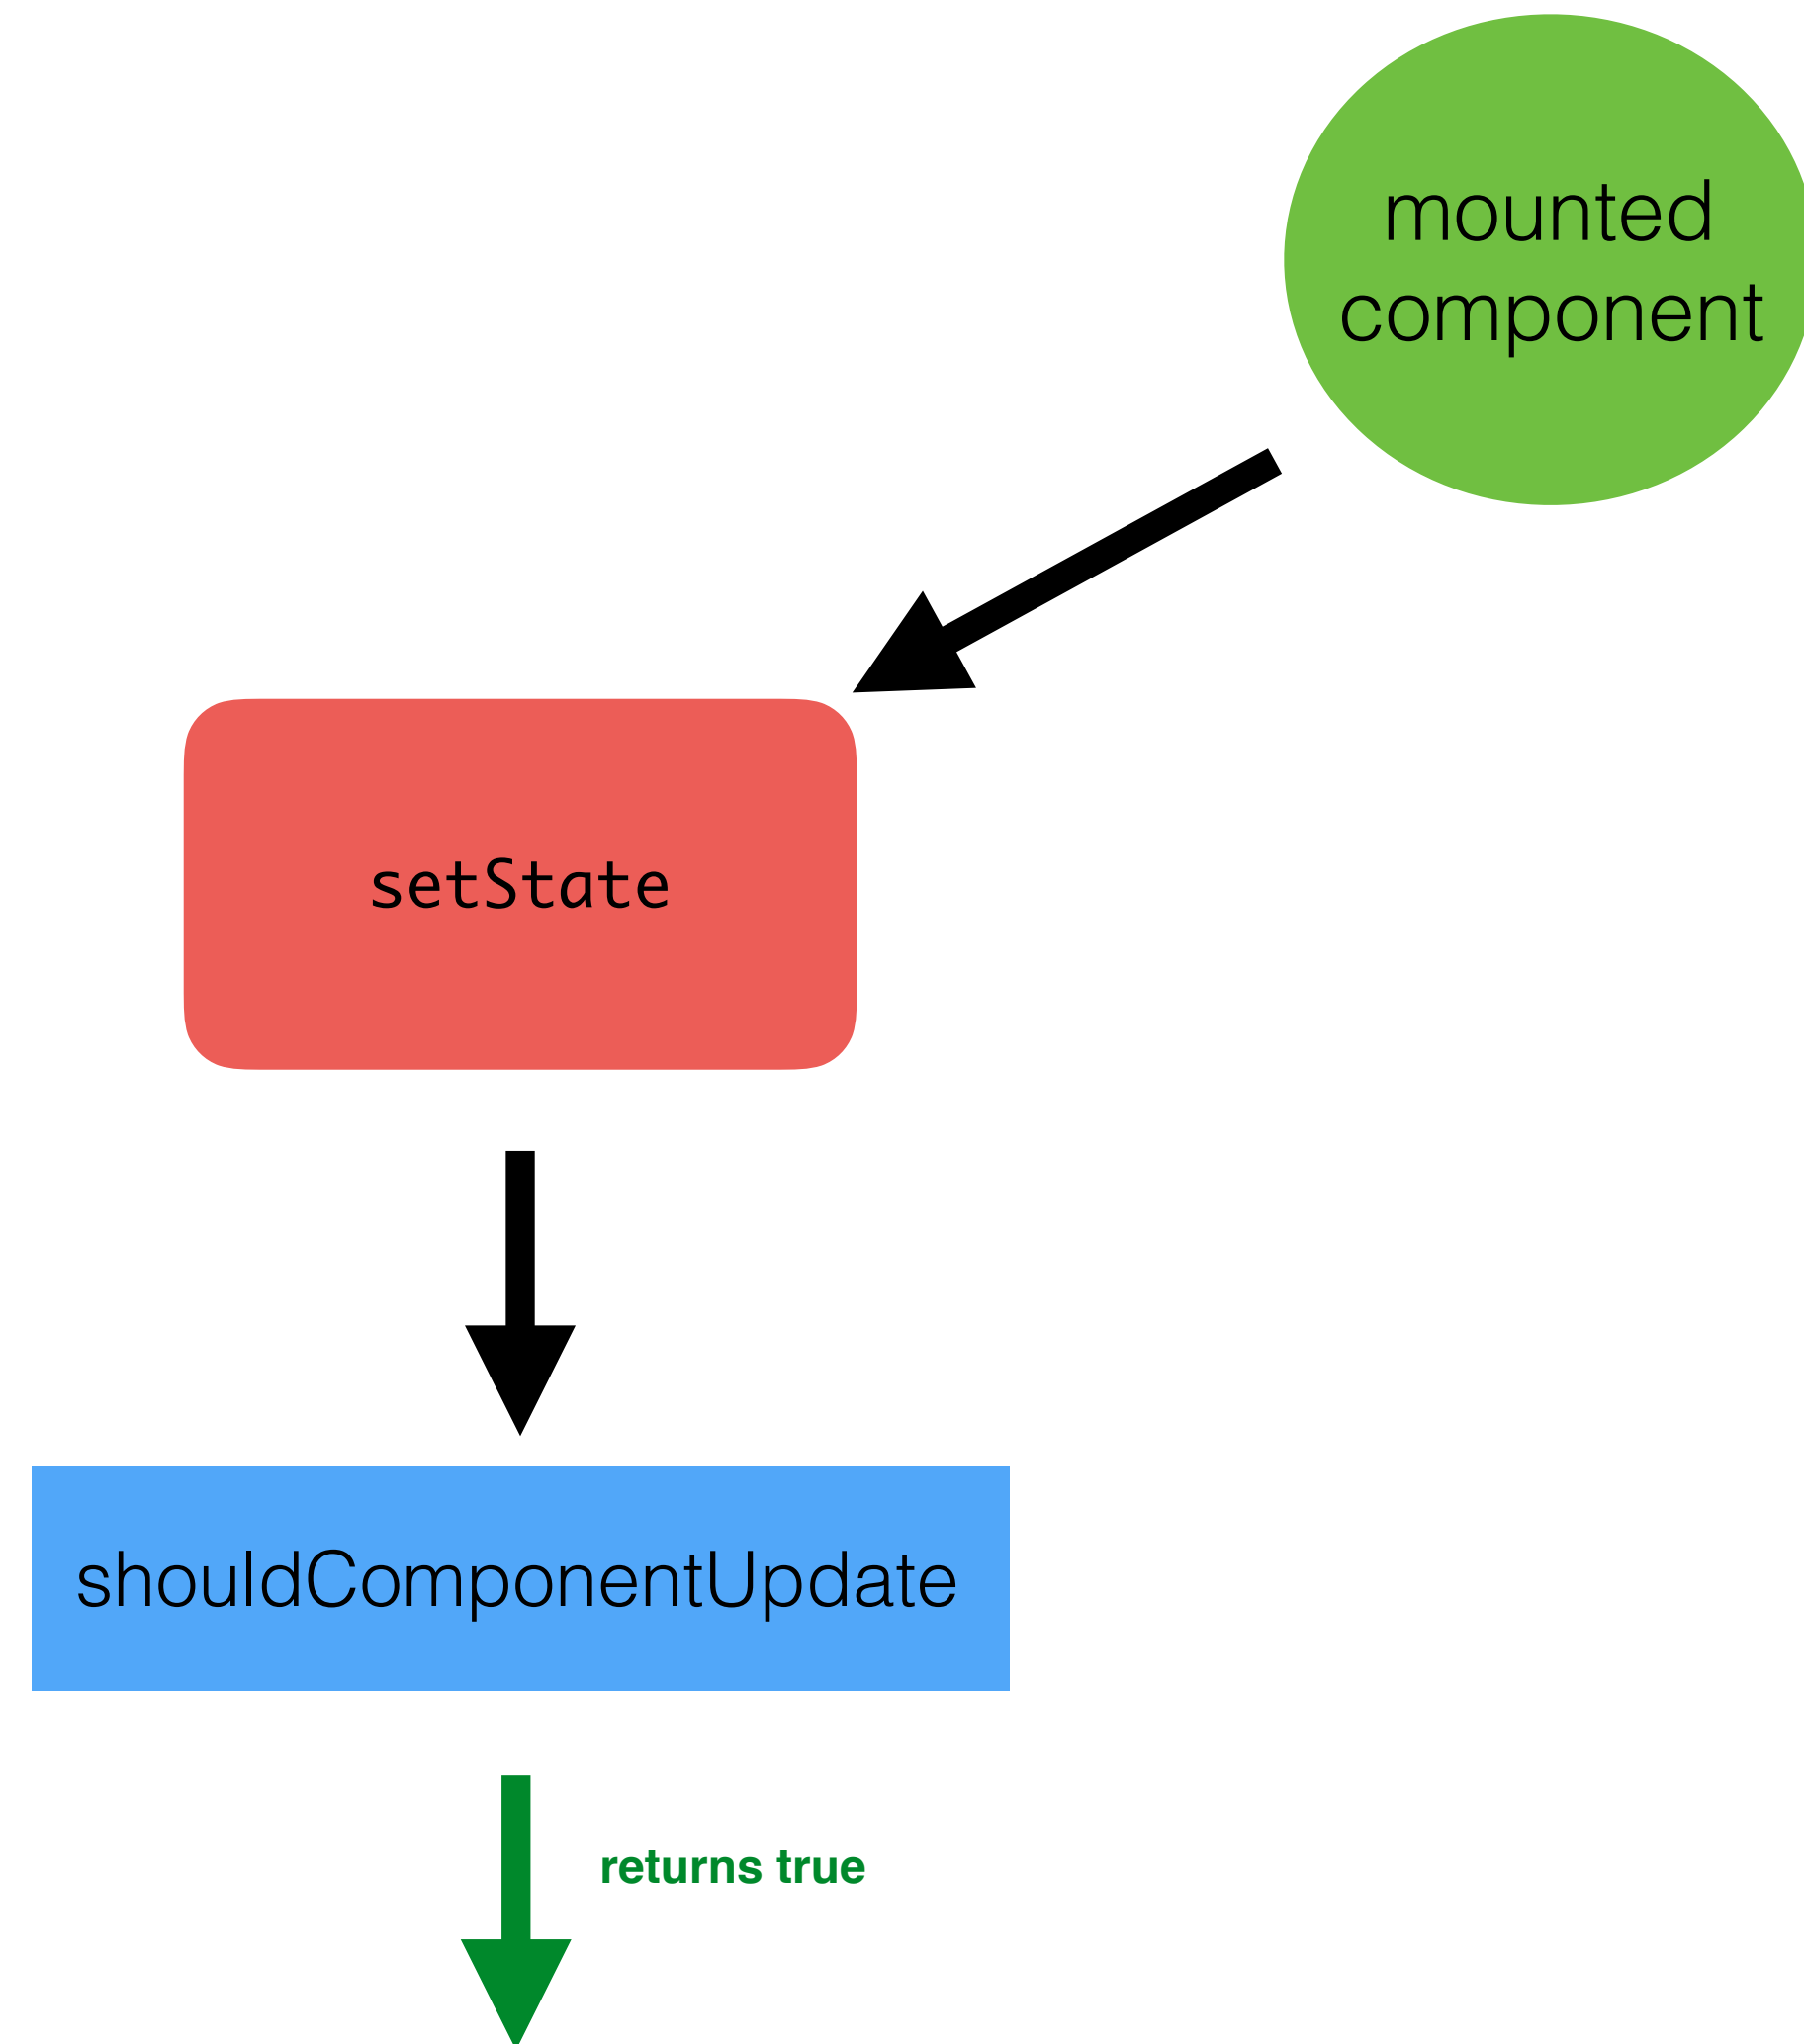 mounted
component
setState
shouldComponentUpdate
returns true